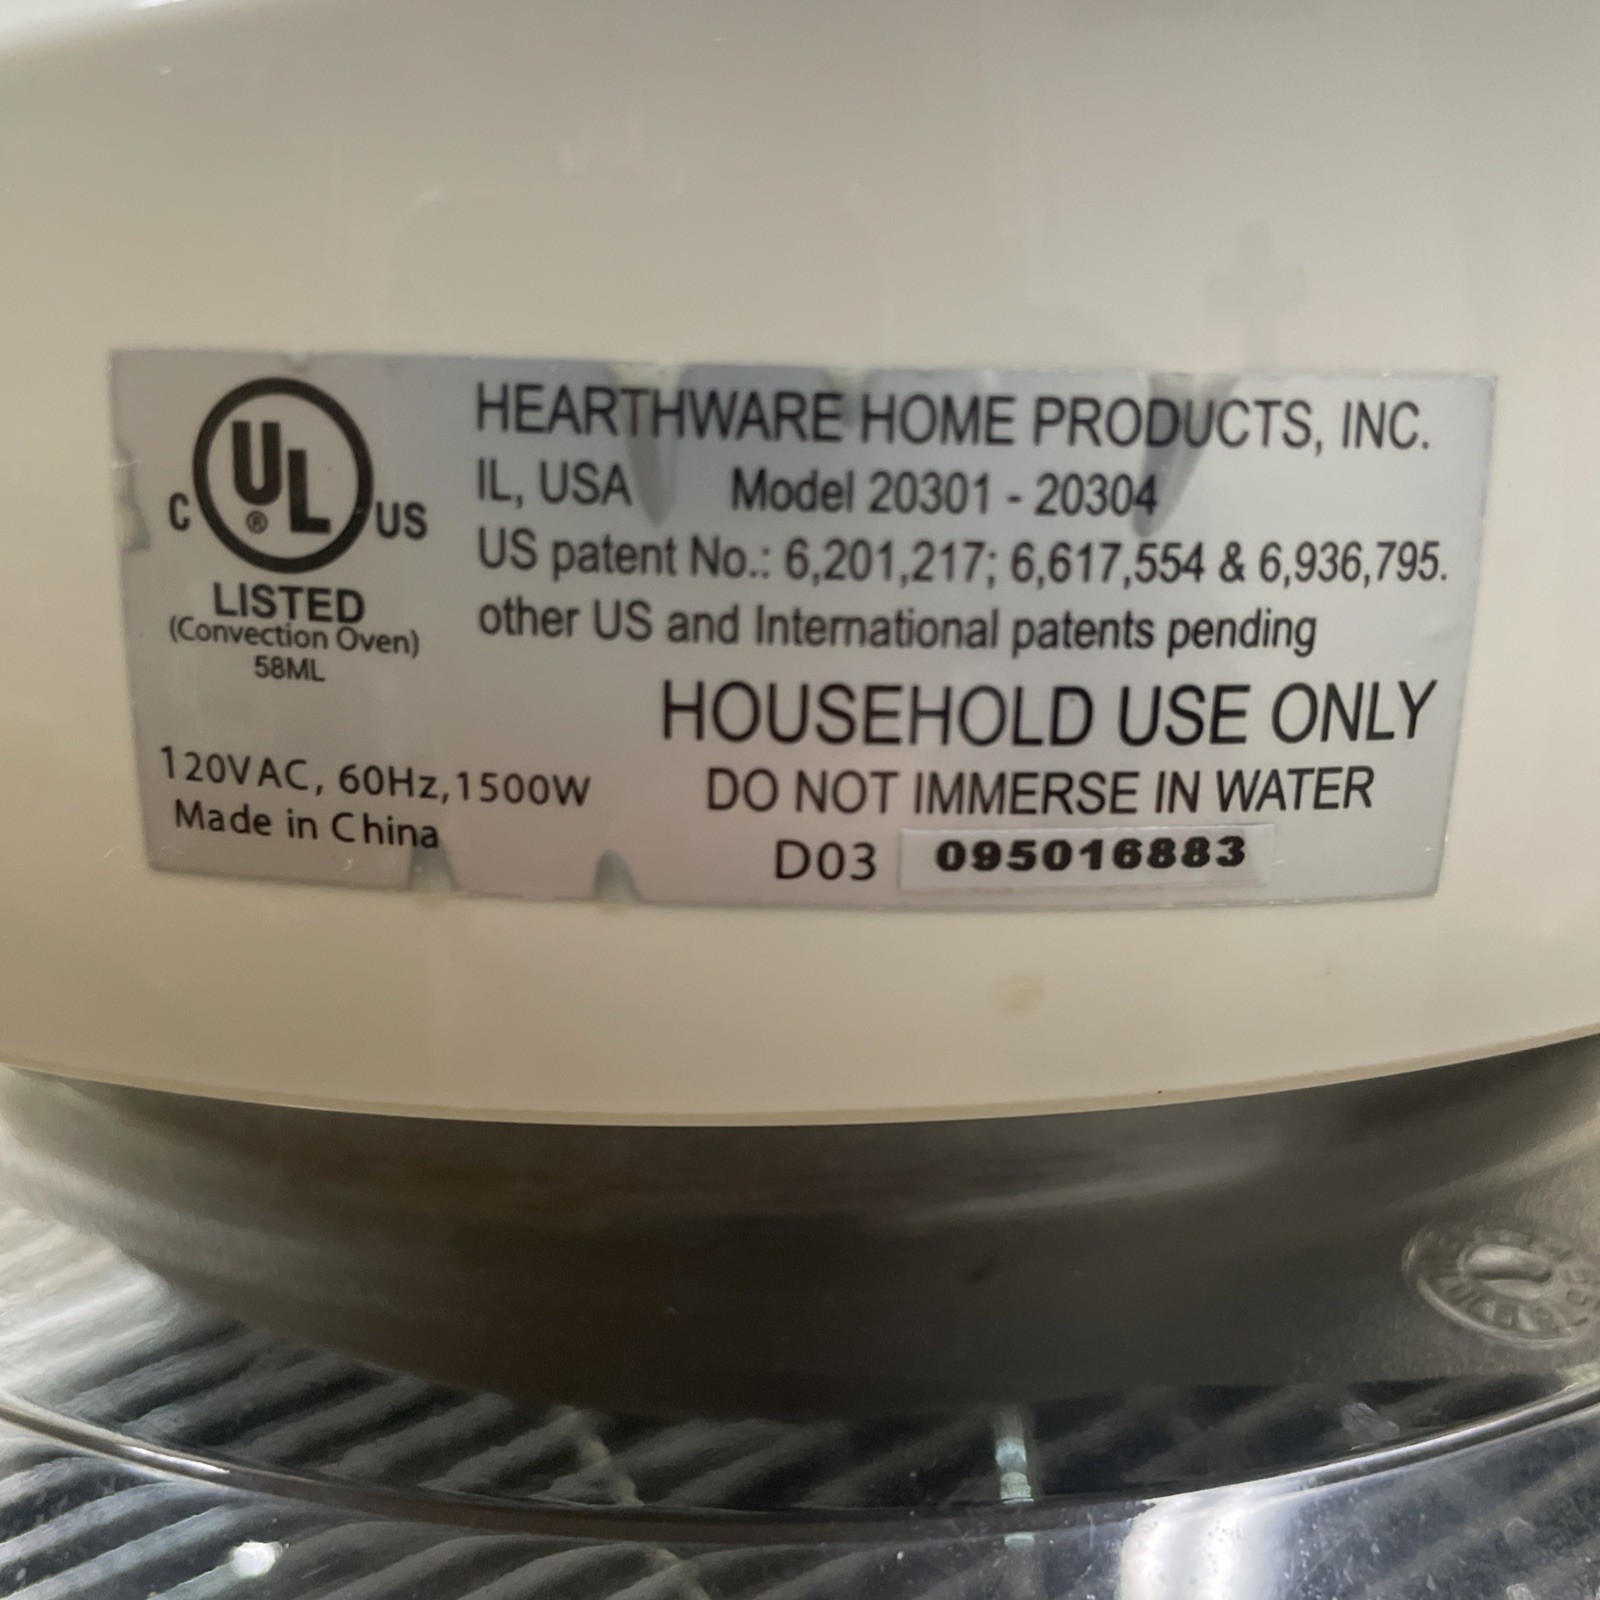 C UL ® US
LISTED
(Convection Oven)
58ML
120VAC, 60Hz,1500W
Made in China
HEARTHWARE HOME PRODUCTS, INC.
IL, USA Model 20301 - 20304
US patent No.: 6,201,217; 6,617,554 & 6,936,795.
other US and International patents pending
HOUSEHOLD USE ONLY
DO NOT IMMERSE IN WATER
D03 095016883